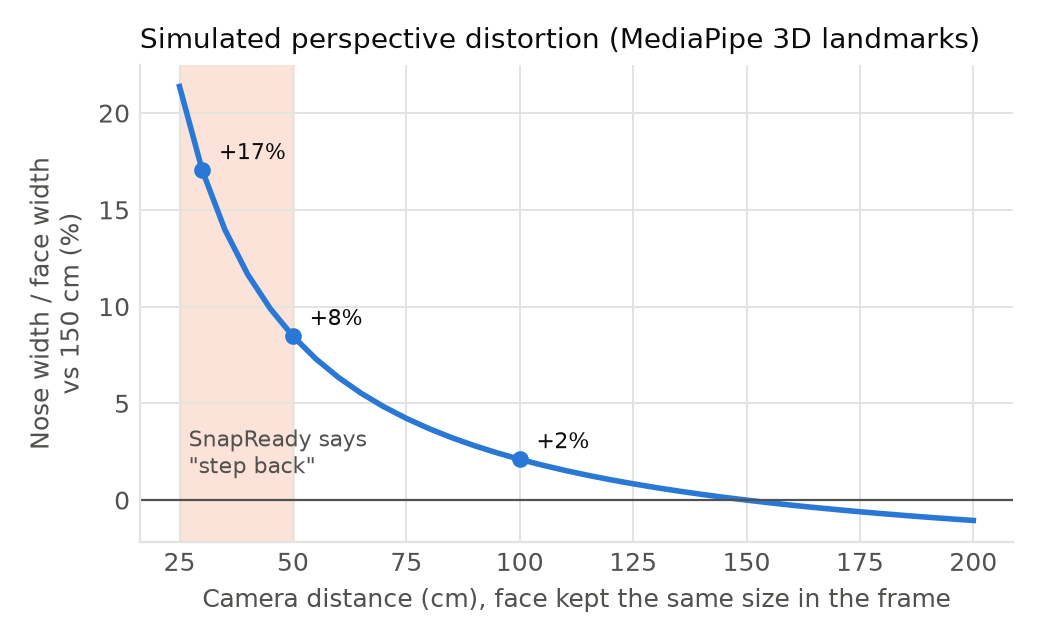 Simulated perspective distortion (MediaPipe 3D landmarks)
Nose width / face width
vs 150 cm (%)
20
15
10
5
0
+17%
+8%
+2%
SnapReady says
"step back"
25 50 75 100 125 150 175 200
Camera distance (cm), face kept the same size in the frame